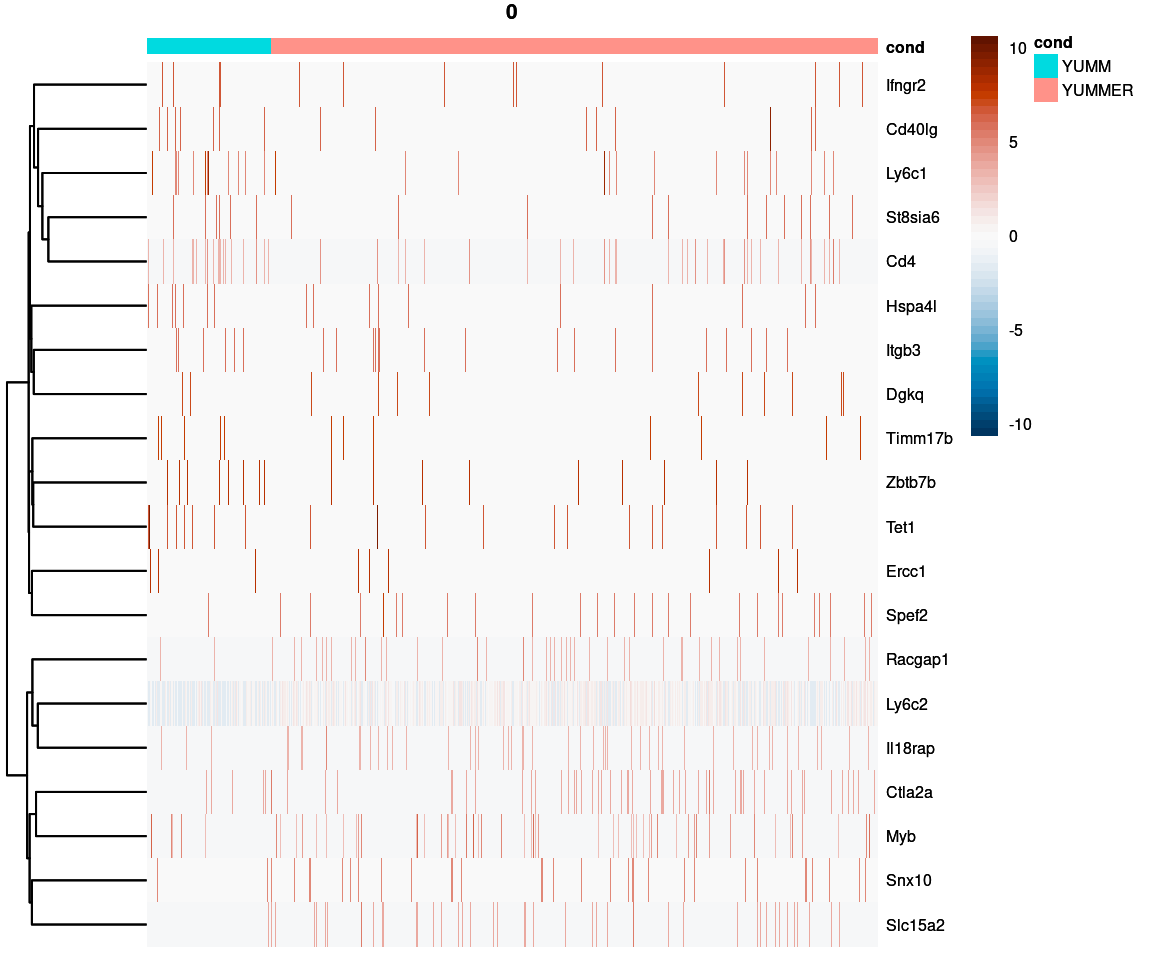 0
cond
Ifngr2
Cd40lg
Ly6c1
St8sia6
Cd4
Hspa4l
Itgb3
Dgkq
Timm17b
Zbtb7b
Tet1
Ercc1
Spef2
Racgap1
Ly6c2
Il18rap
Ctla2a
Myb
Snx10
Slc15a2
10
5
0
-5
-10
cond
YUMM
YUMMER